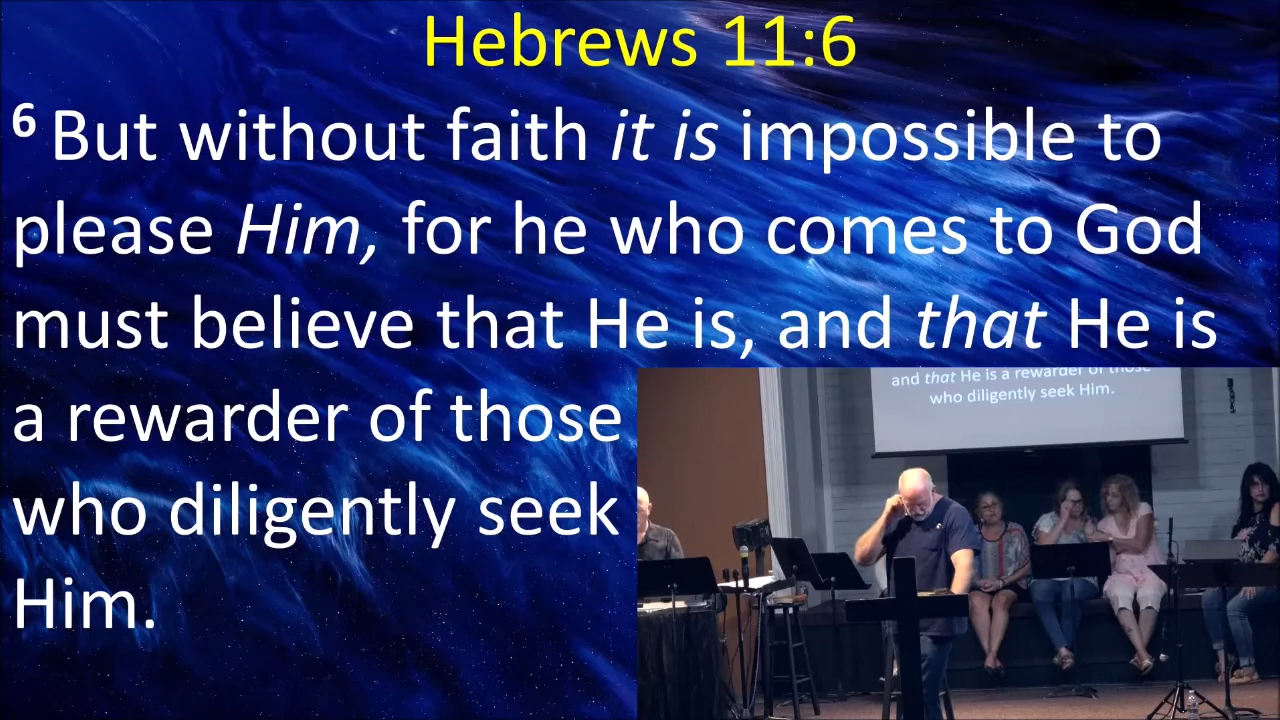 Hebrews 11:6
6 But without faith it is impossible to
please Him, for he who comes to God
must believe that He is, and that He is
a rewarder of those
who diligently seek
Him.
and that He is a rewarder of those
who diligently seek Him.